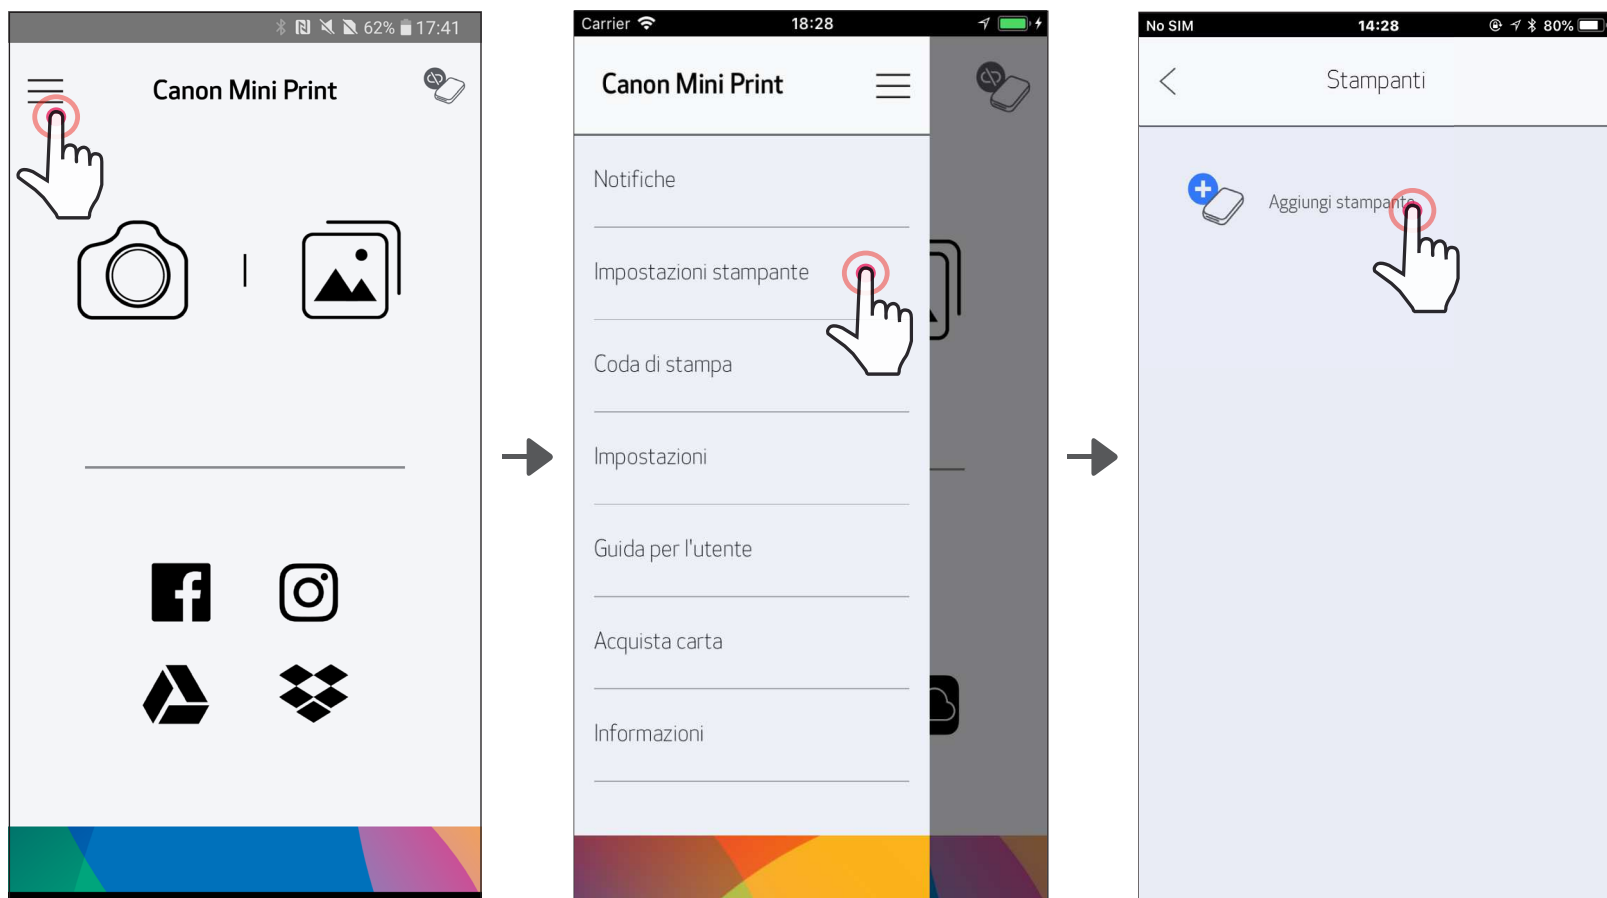 62% 17:41
Canon Mini Print
Carrier 18:28
Canon Mini Print
Notifiche
Impostazioni stampante
Coda di stampa
Impostazioni
Guida per l'utente
Acquista carta
Informazioni
No SIM 14:28 80%
Stampanti
Aggiungi stampante